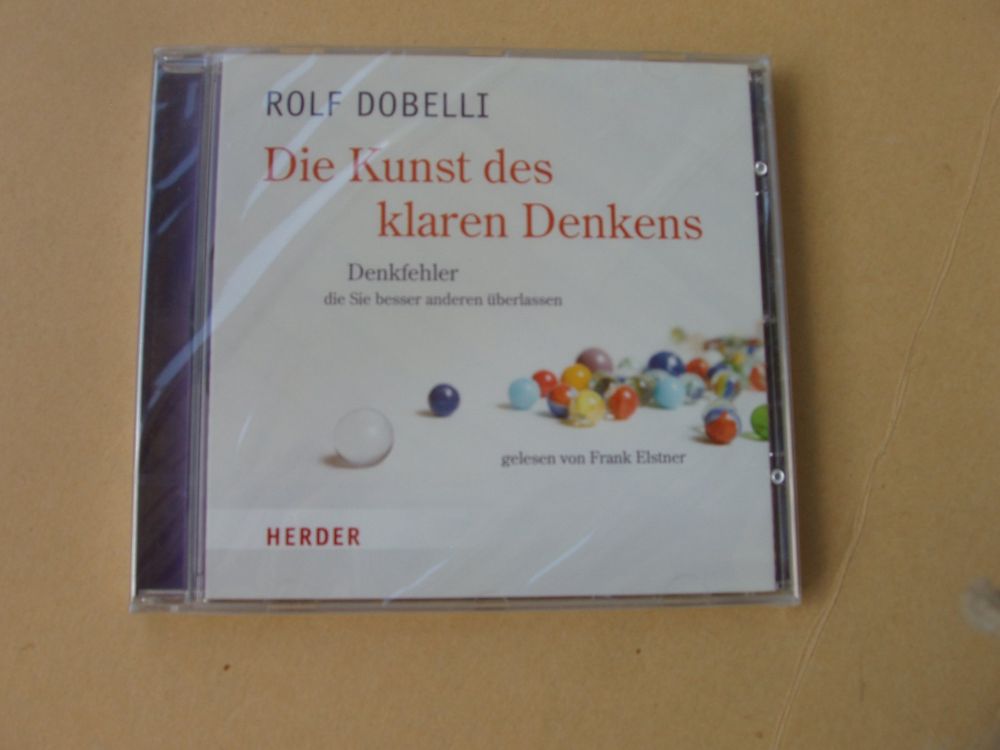 ROLF DOBELLI
Die Kunst des
klaren Denkens
Denkfehler
die Sie besser anderen überlassen
gelesen von Frank Elstner
HERDER